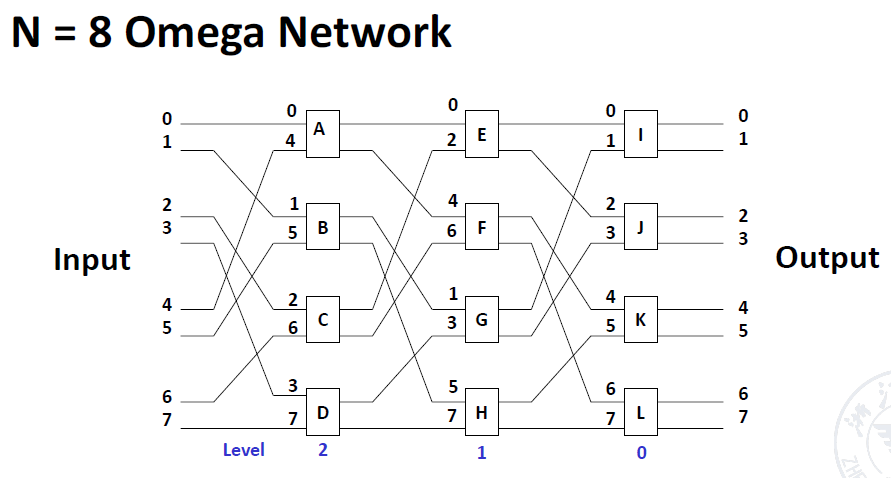 N = 8 Omega Network
0 0 A 0 E 0 I 0
1 4 2 1 1
2 1 B 4 F 2 J 2
3 5 6 3 3
Input Output
4 2 C 1 G 4 K 4
5 6 3 5 5
6 3 D 5 H 6 L 6
7 7 7 7 7
Level 2 1 0